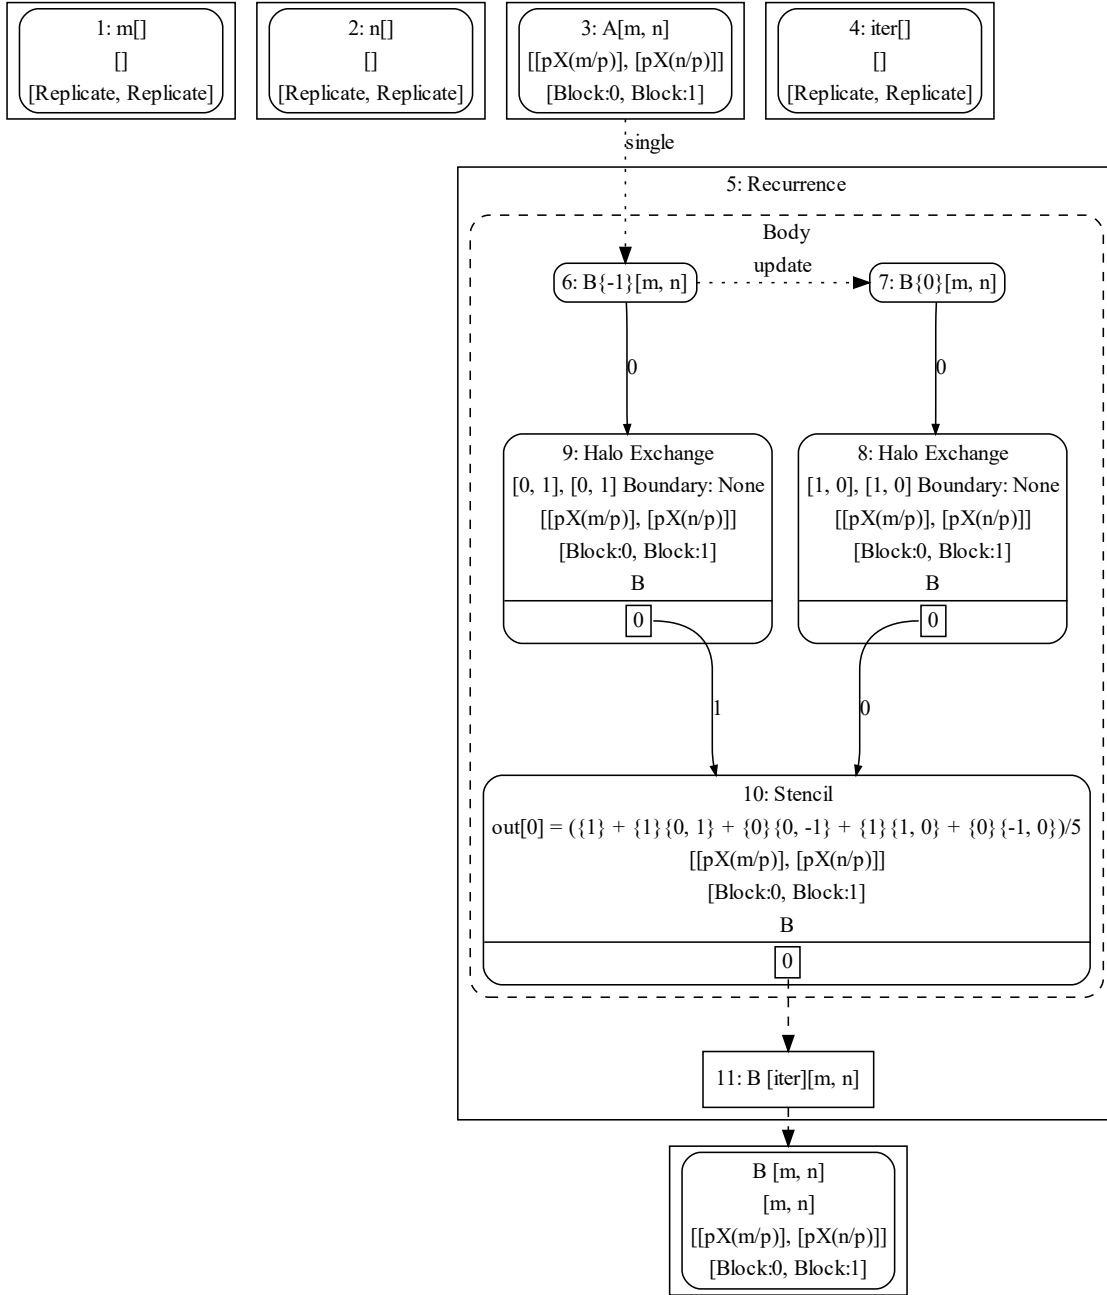 1: m[]
[]
[Replicate, Replicate]
2: n[]
[]
[Replicate, Replicate]
3: A[m, n]
[[pX(m/p)], [pX(n/p)]]
[Block:0, Block:1]
4: iter[]
[]
[Replicate, Replicate]
single
5: Recurrence
Body
update
6: B{-1}[m, n]
7: B{0}[m, n]
0
0
9: Halo Exchange
[0, 1], [0, 1] Boundary: None
[[pX(m/p)], [pX(n/p)]]
[Block:0, Block:1]
B
0
8: Halo Exchange
[1, 0], [1, 0] Boundary: None
[[pX(m/p)], [pX(n/p)]]
[Block:0, Block:1]
B
0
1
0
10: Stencil
out[0] = ({1} + {1}{0, 1} + {0}{0, -1} + {1}{1, 0} + {0}{-1, 0})/5
[[pX(m/p)], [pX(n/p)]]
[Block:0, Block:1]
B
0
11: B [iter][m, n]
B [m, n]
[m, n]
[[pX(m/p)], [pX(n/p)]]
[Block:0, Block:1]